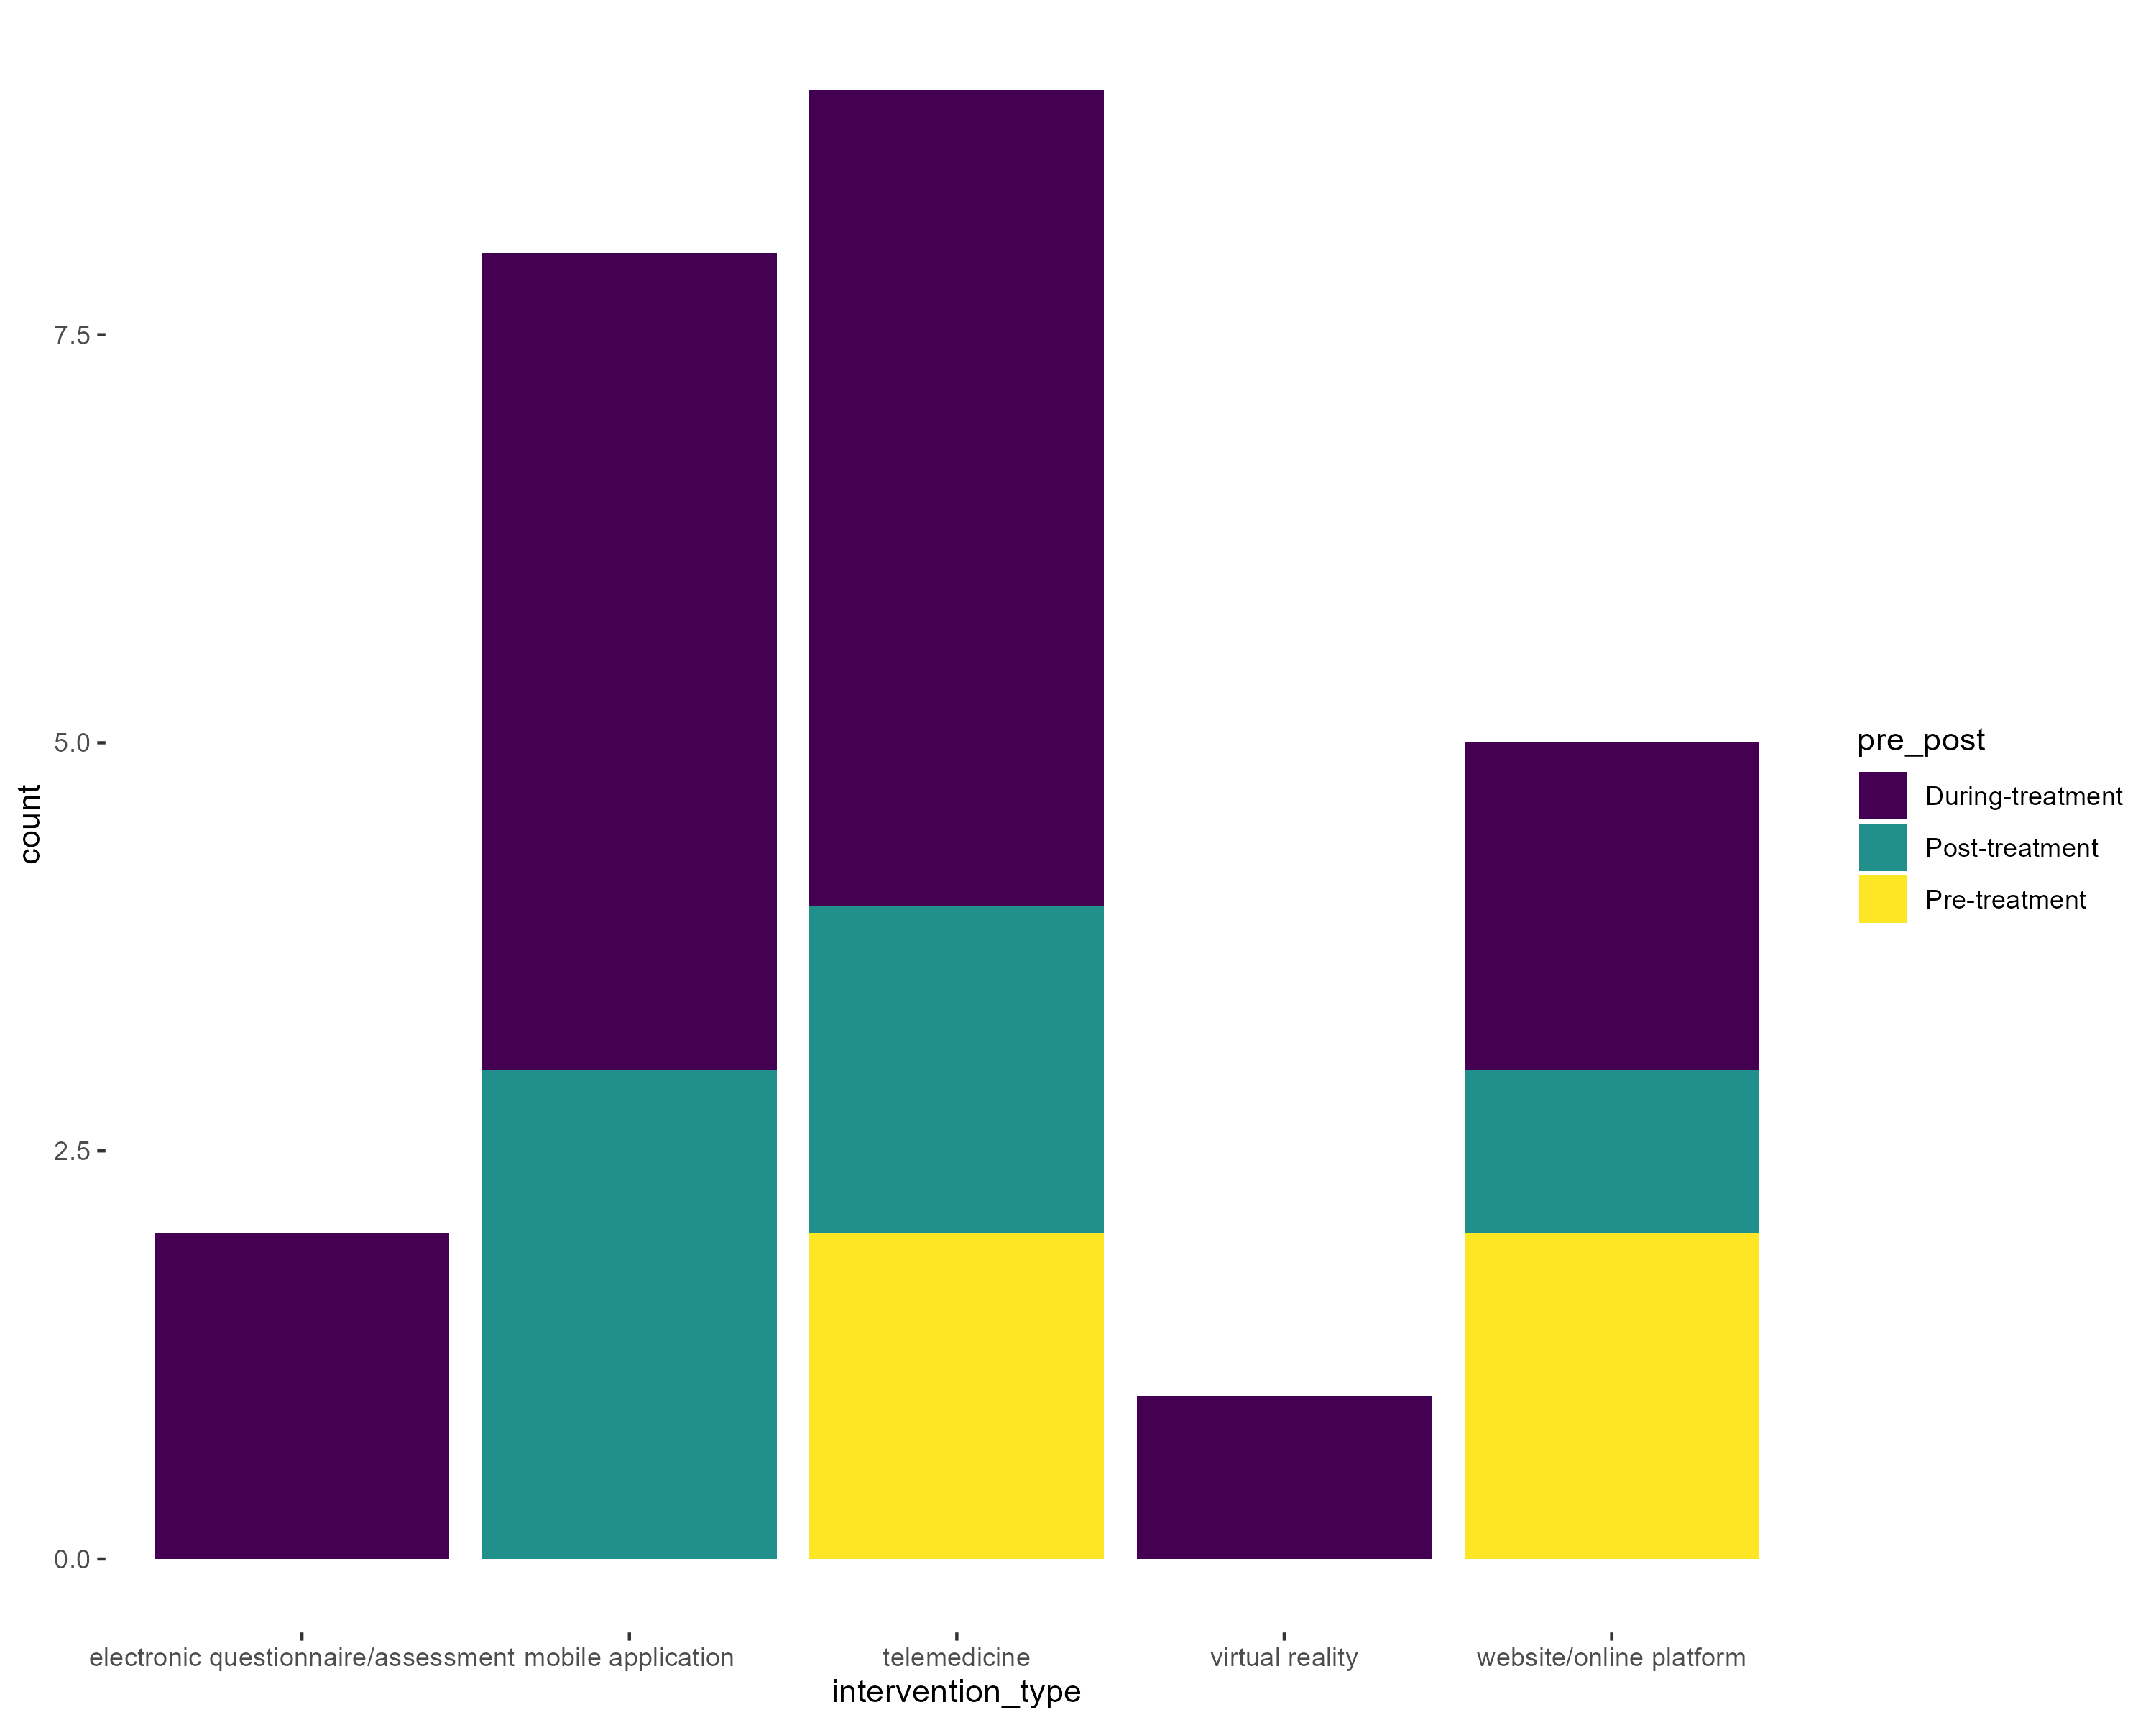 7.5
5.0
2.5
0.0
count
electronic questionnaire/assessment
mobile application
telemedicine
virtual reality
website/online platform
intervention_type
pre_post
During-treatment
Post-treatment
Pre-treatment